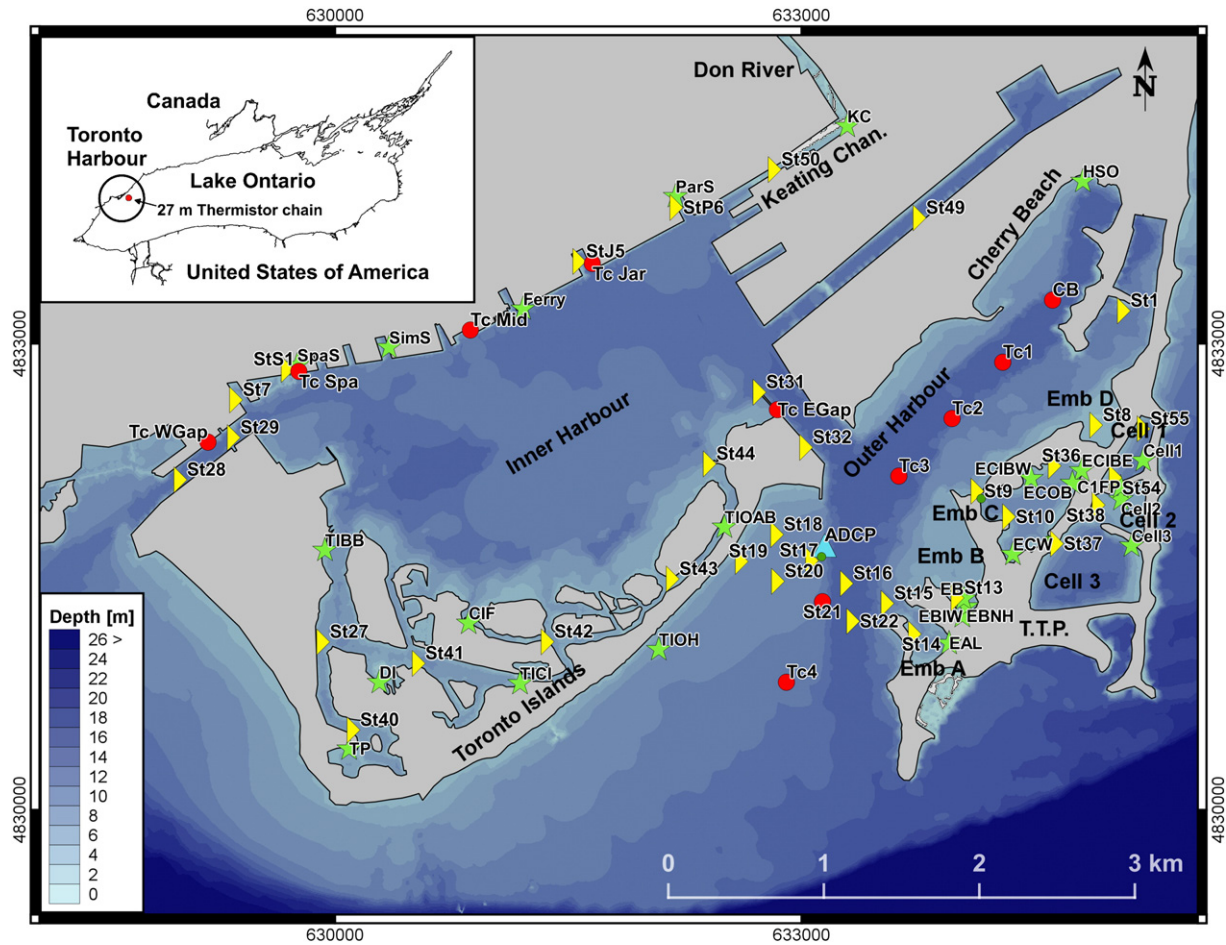 630000
633000
Canada
Toronto
Harbour
Lake Ontario
27 m Thermistor chain
United States of America
Don River
N
KC
St50
Keating Chan.
ParS
StP6
HSO
St49
Cherry Beach
StJ5
Tc Jar
CB
St1
Ferry
Tc Mid
4833000
4833000
SimS
StS1
SpaS
Tc Spa
Tc1
St7
St31
Tc EGap
Tc2
Emb D
St8
St55
Cell 1
Tc WGap
St29
Inner Harbour
St32
Outer Harbour
St28
St44
Tc3
St36
Cell1
ECIBW
ECIBE
St9
ECOB
C1FP
St54
Emb C
St10
St38
Cell2
Cell 2
TIOAB
St18
ADCP
TIBB
St17
St19
St20
Emb B
ECW
St37
Cell3
Cell 3
St43
St16
EBS
St13
St15
St21
EBIW
EBNH
CIF
St22
T.T.P.
St27
St42
St14
EAL
TIOH
St41
Emb A
DI
TICI
Tc4
Toronto Islands
St40
TP
Depth [m]
26 >
24
22
20
18
16
14
12
10
8
6
4
2
0
4830000
4830000
0
1
2
3 km
630000
633000